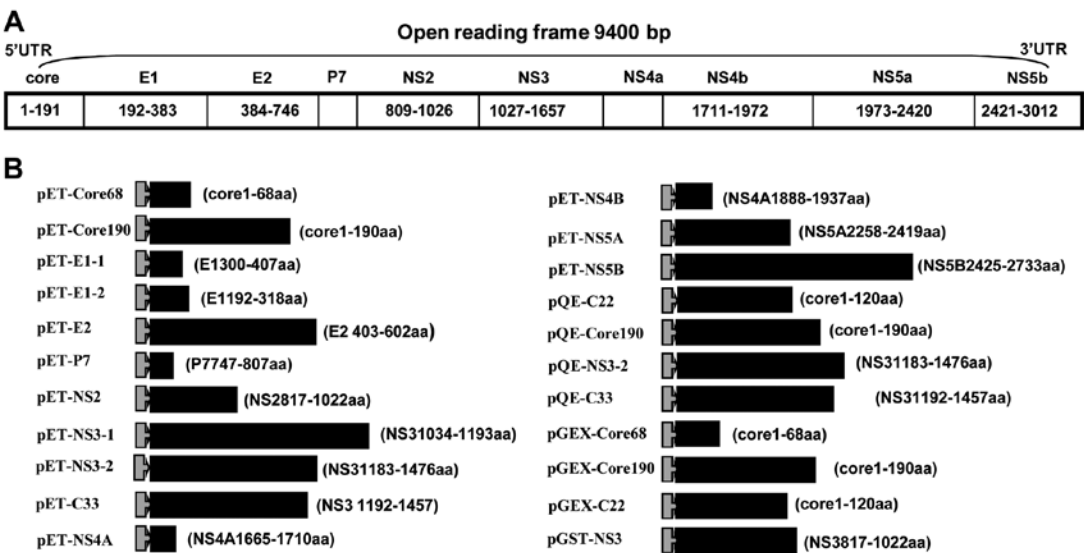 A
Open reading frame 9400 bp
5'UTR 3'UTR
core E1 E2 P7 NS2 NS3 NS4a NS4b NS5a NS5b
1-191 192-383 384-746 809-1026 1027-1657 1711-1972 1973-2420 2421-3012
B
pET-Core68 (core1-68aa)
pET-Core190 (core1-190aa)
pET-E1-1 (E1300-407aa)
pET-E1-2 (E1192-318aa)
pET-E2 (E2 403-602aa)
pET-P7 (P7747-807aa)
pET-NS2 (NS2817-1022aa)
pET-NS3-1 (NS31034-1193aa)
pET-NS3-2 (NS31183-1476aa)
pET-C33 (NS3 1192-1457)
pET-NS4A (NS4A1665-1710aa)
pET-NS4B (NS4A1888-1937aa)
pET-NS5A (NS5A2258-2419aa)
pET-NS5B (NS5B2425-2733aa)
pQE-C22 (core1-120aa)
pQE-Core190 (core1-190aa)
pQE-NS3-2 (NS31183-1476aa)
pQE-C33 (NS31192-1457aa)
pGEX-Core68 (core1-68aa)
pGEX-Core190 (core1-190aa)
pGEX-C22 (core1-120aa)
pGST-NS3 (NS3817-1022aa)